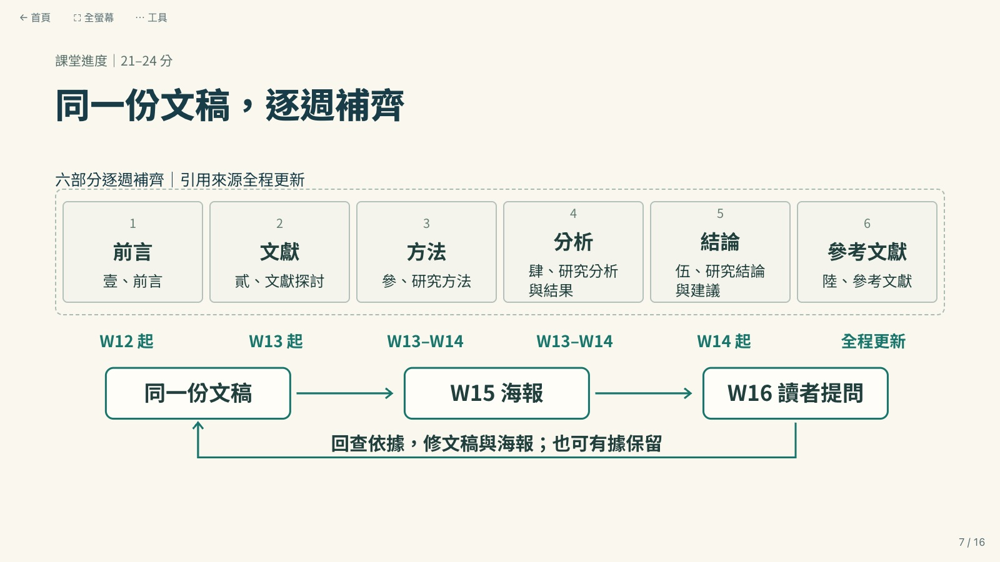 ← 首頁 ⛶ 全螢幕 ⋯ 工具
課堂進度｜21–24 分
同一份文稿，逐週補齊
六部分逐週補齊｜引用來源全程更新
1
前言
壹、前言
2
文獻
貳、文獻探討
3
方法
參、研究方法
4
分析
肆、研究分析
與結果
5
結論
伍、研究結論
與建議
6
參考文獻
陸、參考文獻
W12 起
W13 起
W13–W14
W13–W14
W14 起
全程更新
同一份文稿
W15 海報
W16 讀者提問
回查依據，修文稿與海報；也可有據保留
7 / 16